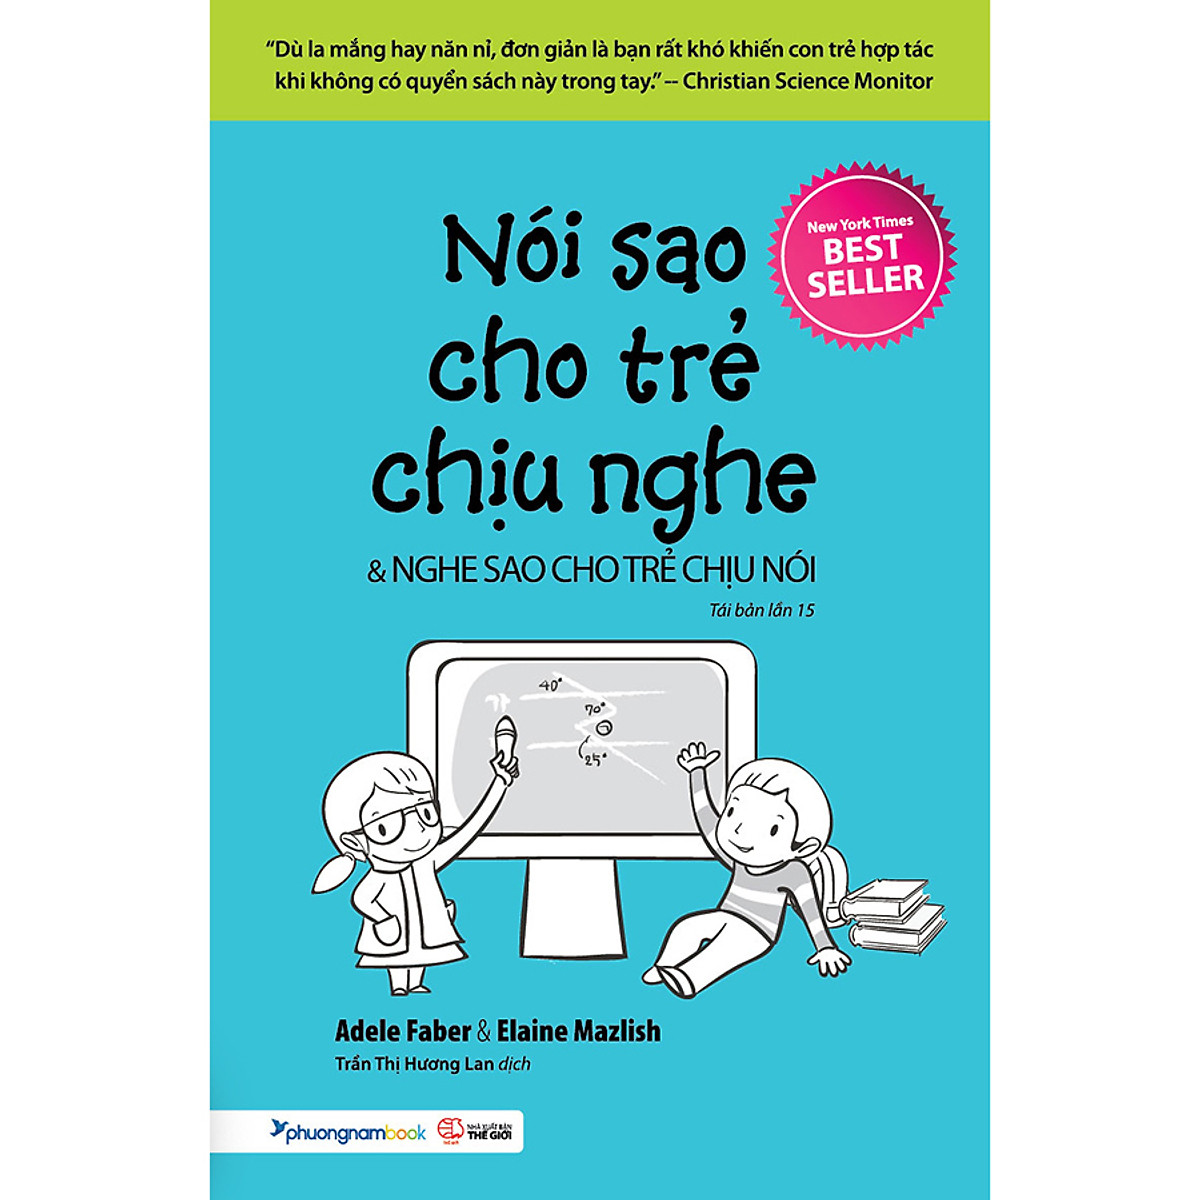 “Dù la mắng hay năn nỉ, đơn giản là bạn rất khó khiến con trẻ hợp tác
khi không có quyển sách này trong tay.” -- Christian Science Monitor
New York Times
BEST
SELLER
Nói sao
cho trẻ
chịu nghe
& NGHE SAO CHO TRẺ CHỊU NÓI
Tái bản lần 15
40°
70°
25°
Adele Faber & Elaine Mazlish
Trần Thị Hương Lan dịch
phuongnambook
NHÀ XUẤT BẢN
THẾ GIỚI